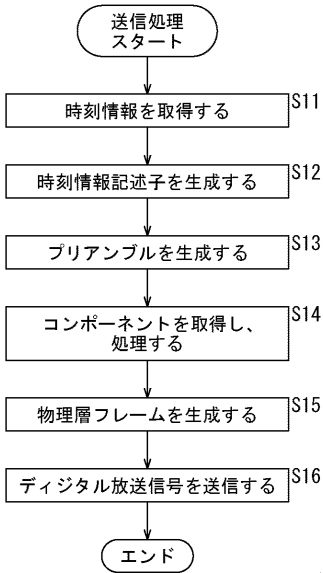 送信処理
スタート
時刻情報を取得する
S11
時刻情報記述子を生成する
S12
プリアンブルを生成する
S13
コンポーネントを取得し、
処理する
S14
物理層フレームを生成する
S15
ディジタル放送信号を送信する
S16
エンド